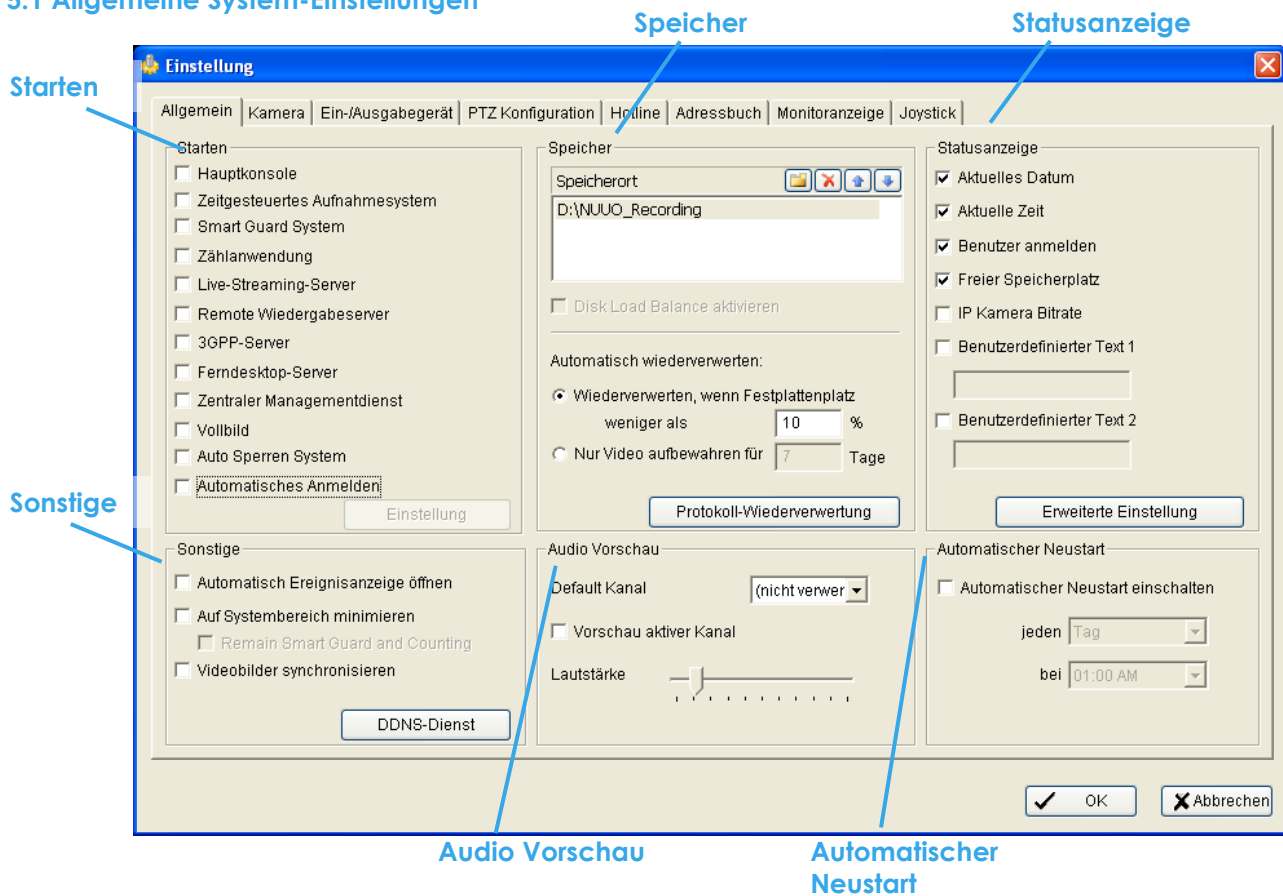 5.1 Allgemeine System-Einstellungen
Speicher
Statusanzeige
Starten
Einstellung
Allgemein
Kamera
Ein-/Ausgabegerät
PTZ Konfiguration
Hotline
Adressbuch
Monitoranzeige
Joystick
Starten
Hauptkonsole
Zeitgesteuertes Aufnahmesystem
Smart Guard System
Zählanwendung
Live-Streaming-Server
Remote Wiedergabeserver
3GPP-Server
Ferndesktop-Server
Zentraler Managementdienst
Vollbild
Auto Sperren System
Automatisches Anmelden
Einstellung
Speicher
Speicherort
D:\NUUO_Recording
Disk Load Balance aktivieren
Automatisch wiederverwerten:
Wiederverwerten, wenn Festplattenplatz
weniger als 10 %
Nur Video aufbewahren für 7 Tage
Protokoll-Wiederverwertung
Statusanzeige
Aktuelles Datum
Aktuelle Zeit
Benutzer anmelden
Freier Speicherplatz
IP Kamera Bitrate
Benutzerdefinierter Text 1
Benutzerdefinierter Text 2
Erweiterte Einstellung
Sonstige
Sonstige
Automatisch Ereignisanzeige öffnen
Auf Systembereich minimieren
Remain Smart Guard and Counting
Videobilder synchronisieren
DDNS-Dienst
Audio Vorschau
Default Kanal (nicht verwer
Vorschau aktiver Kanal
Lautstärke
Automatischer Neustart
Automatischer Neustart einschalten
jeden Tag
bei 01:00 AM
OK
Abbrechen
Audio Vorschau
Automatischer
Neustart